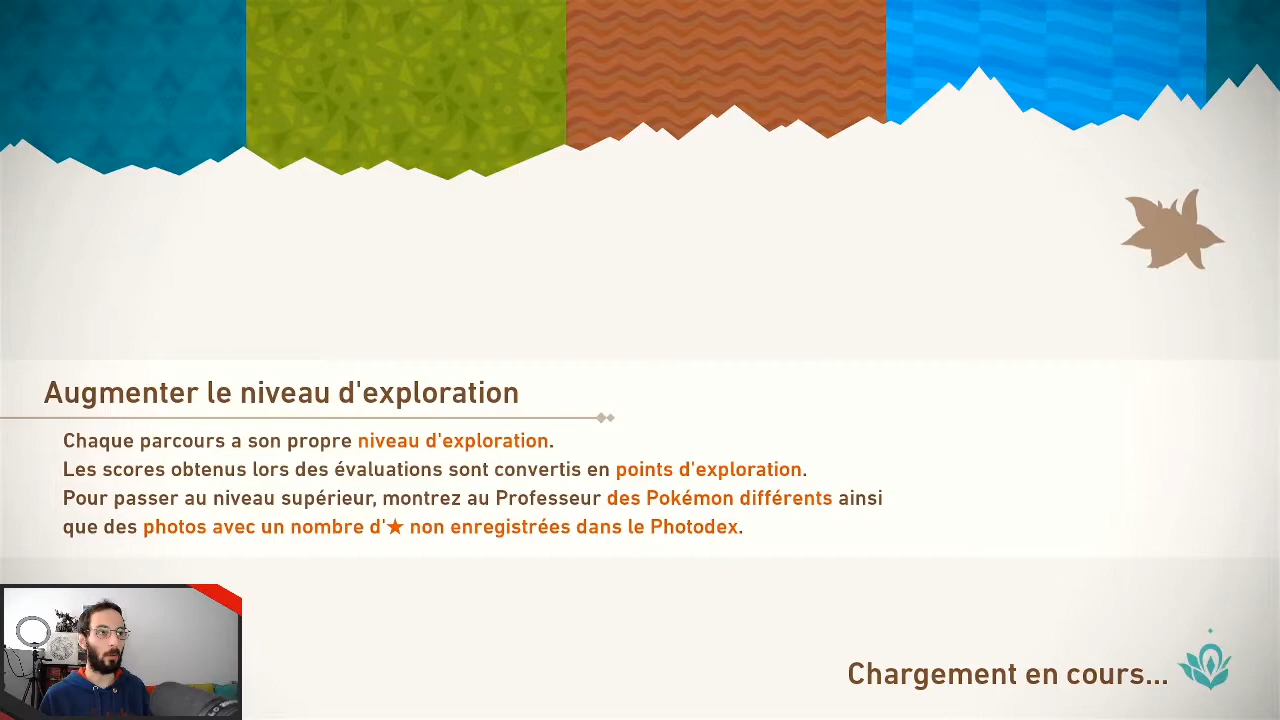 Augmenter le niveau d'exploration
Chaque parcours a son propre niveau d'exploration.
Les scores obtenus lors des évaluations sont convertis en points d'exploration.
Pour passer au niveau supérieur, montrez au Professeur des Pokémon différents ainsi
que des photos avec un nombre d'★ non enregistrées dans le Photodex.
Chargement en cours...